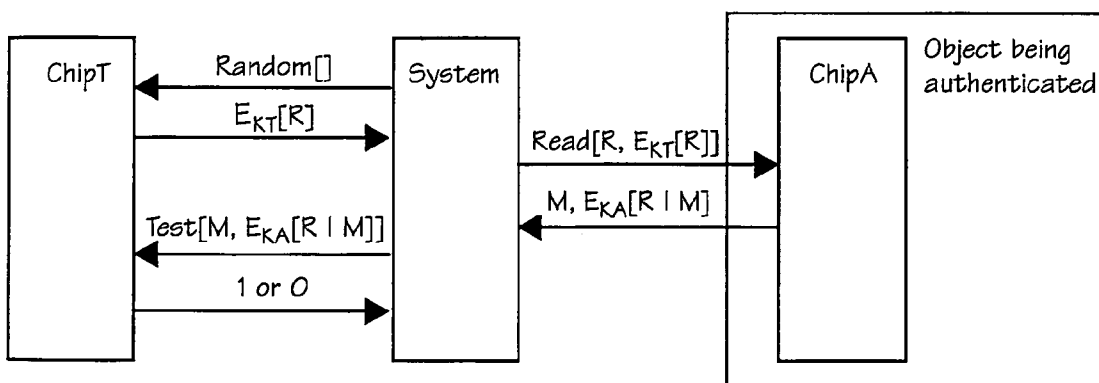 ChipT
Random[]
System
E_KT[R]
Test[M, E_KA[R | M]]
1 or 0
Read[R, E_KT[R]]
M, E_KA[R | M]
ChipA
Object being
authenticated